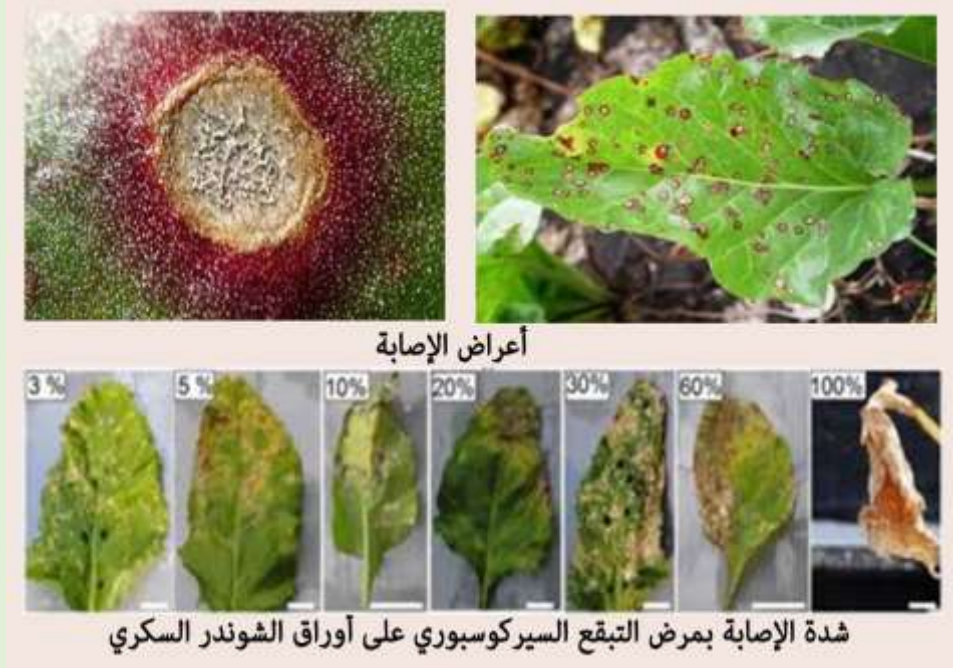 أعراض الإصابة
3 % 5 % 10% 20% 30% 60% 100%
شدة الإصابة بمرض التبقع السيركوسبوري على أوراق الشوندر السكري